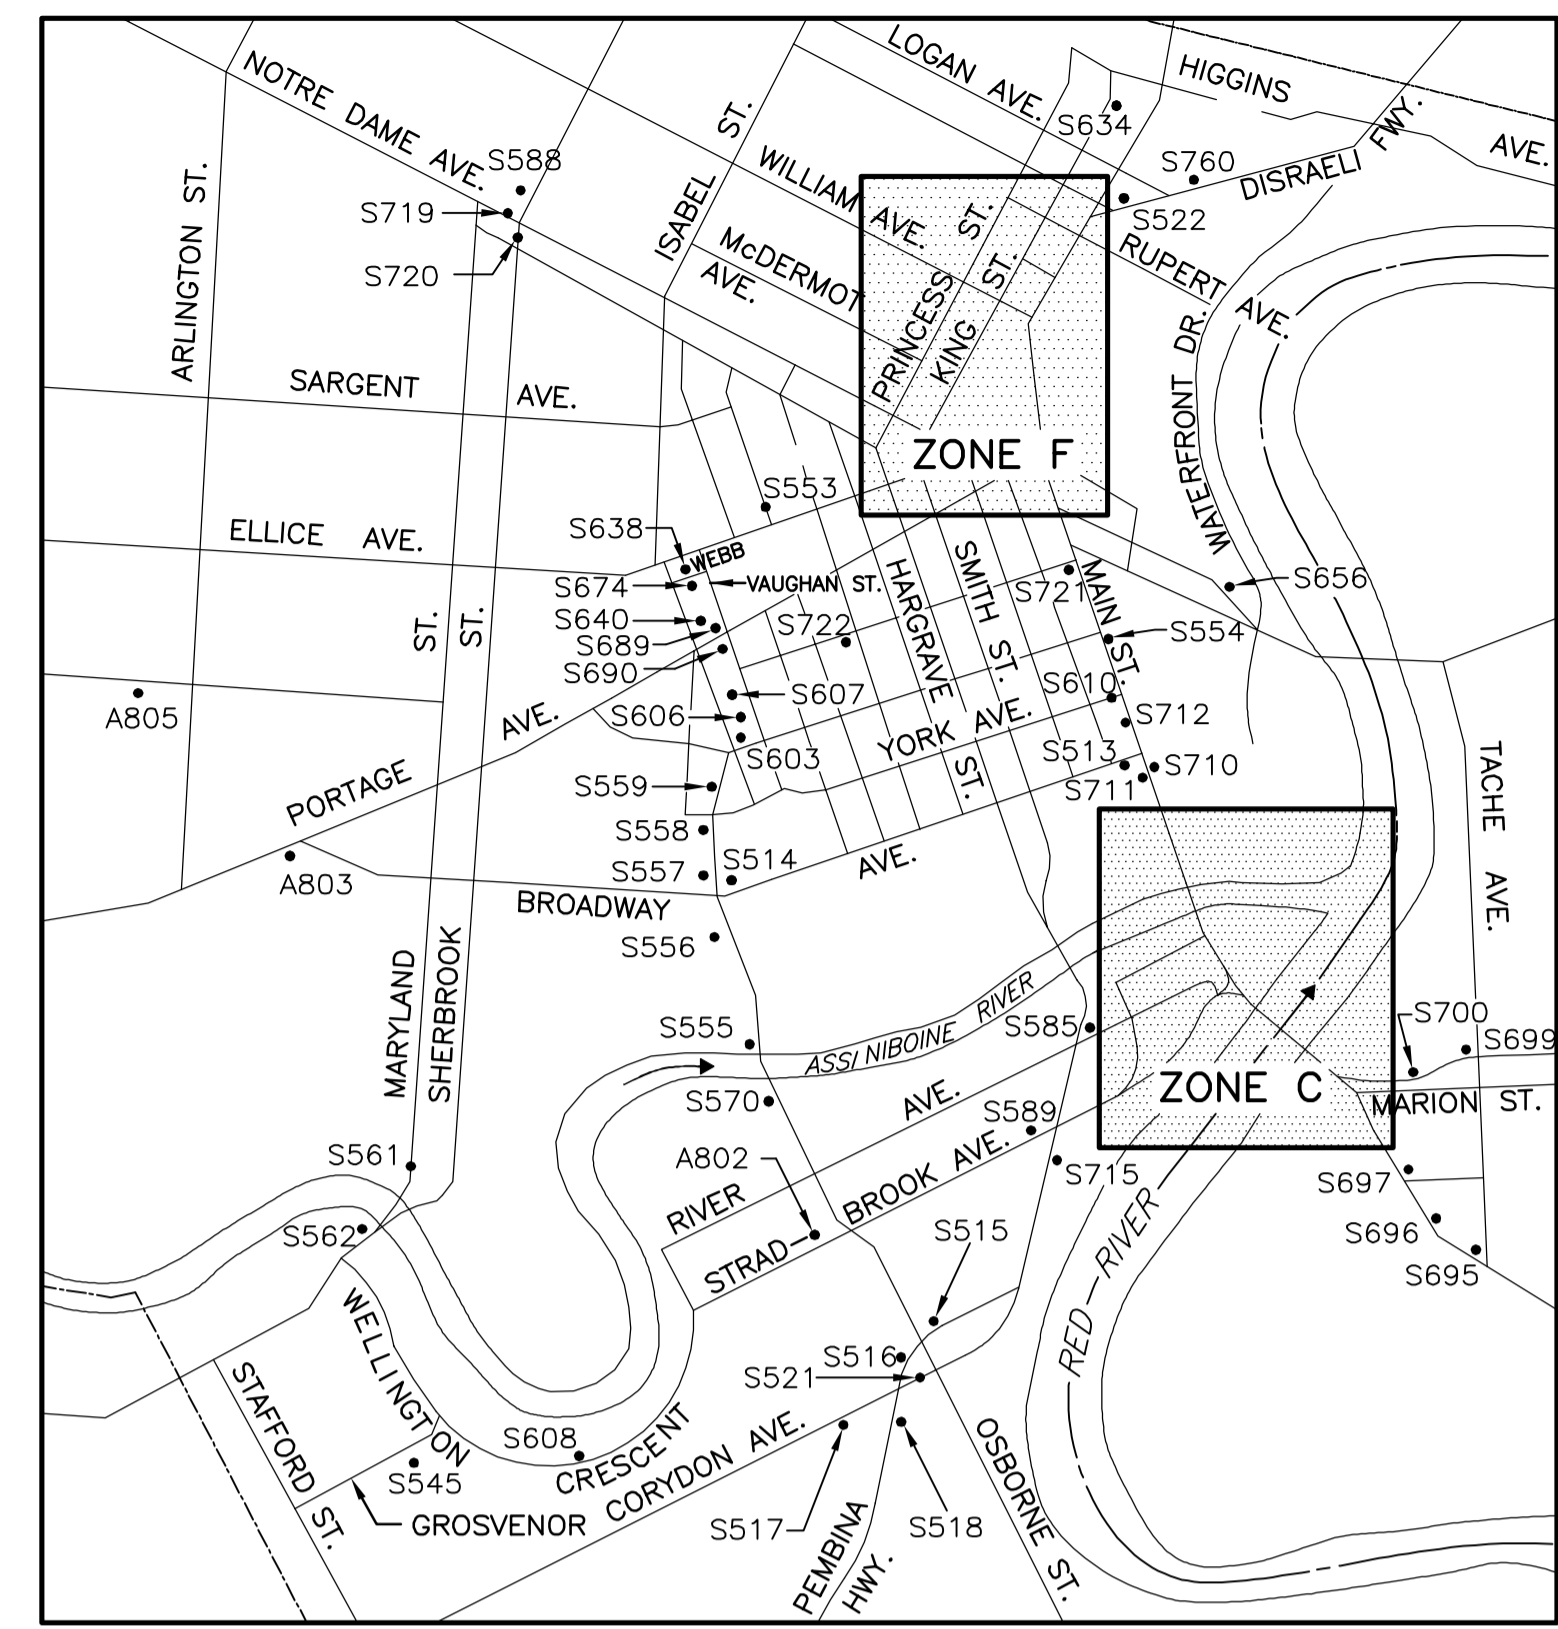 LOGAN AVE.
HIGGINS AVE.
NOTRE DAME AVE.
S634
ISABEL ST.
WILLIAM AVE.
S588
S760
DISRAELI FWY.
S719
S522
ARLINGTON ST.
S720
McDERMOT
AVE.
PRINCESS ST.
KING ST.
RUPERT AVE.
WATERFRONT DR.
SARGENT AVE.
ZONE F
S553
S638
ELLICE AVE.
WEBB
S674
VAUGHAN ST.
HARGRAVE ST.
SMITH ST.
S721
MAIN ST.
S656
S640
S722
S689
S554
S690
S607
S610
A805
S606
YORK AVE.
S712
S603
S513
S710
PORTAGE AVE.
S559
S711
TACHE AVE.
S558
S557
S514
AVE.
A803
BROADWAY
S556
MARYLAND ST.
SHERBROOK ST.
S555
ASSINIBOINE RIVER
S585
S700
S699
ZONE C
S570
RIVER AVE.
S589
MARION ST.
S561
A802
STRAD-BROOK AVE.
S715
S697
S562
S515
RED RIVER
S696
S695
S516
S521
WELLINGTON
CRESCENT
STAFFORD ST.
S608
S545
CORYDON AVE.
GROSVENOR
S517
S518
OSBORNE ST.
PEMBINA
HWY.